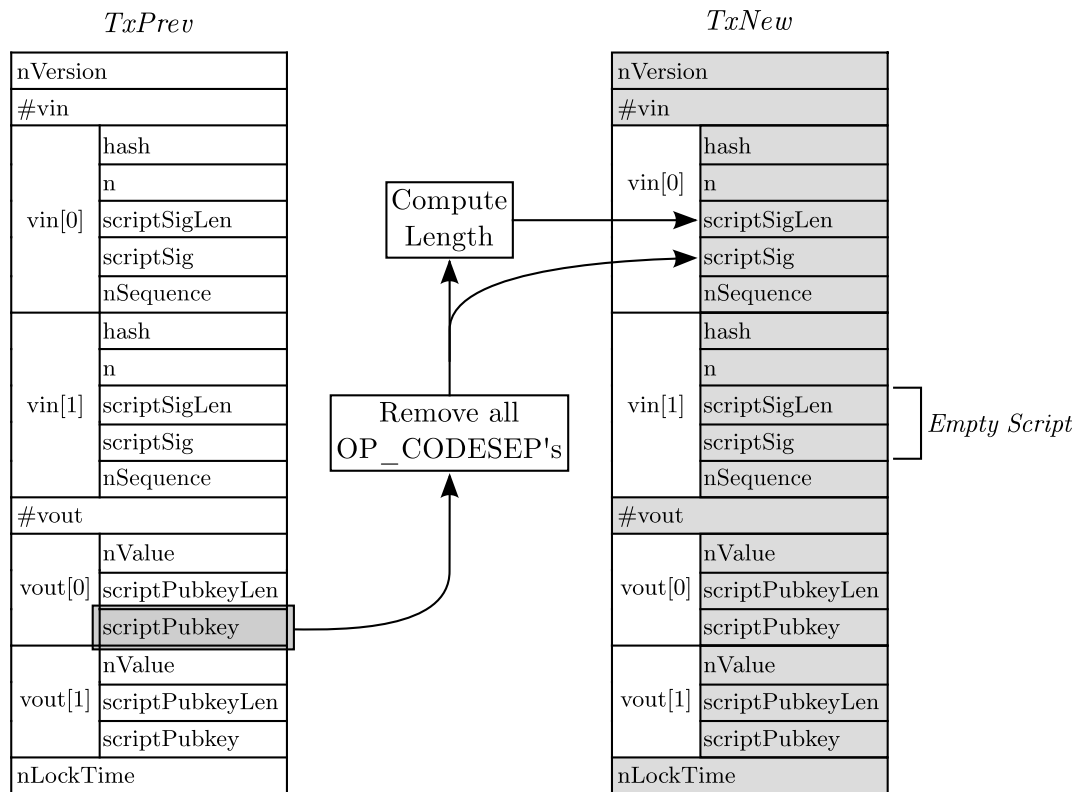 TxPrev
nVersion
#vin
vin[0]
hash
n
scriptSigLen
scriptSig
nSequence
vin[1]
hash
n
scriptSigLen
scriptSig
nSequence
#vout
vout[0]
nValue
scriptPubkeyLen
scriptPubkey
vout[1]
nValue
scriptPubkeyLen
scriptPubkey
nLockTime
Compute
Length
Remove all
OP_CODESEP's
TxNew
nVersion
#vin
vin[0]
hash
n
scriptSigLen
scriptSig
nSequence
vin[1]
hash
n
scriptSigLen
scriptSig
nSequence
Empty Script
#vout
vout[0]
nValue
scriptPubkeyLen
scriptPubkey
vout[1]
nValue
scriptPubkeyLen
scriptPubkey
nLockTime